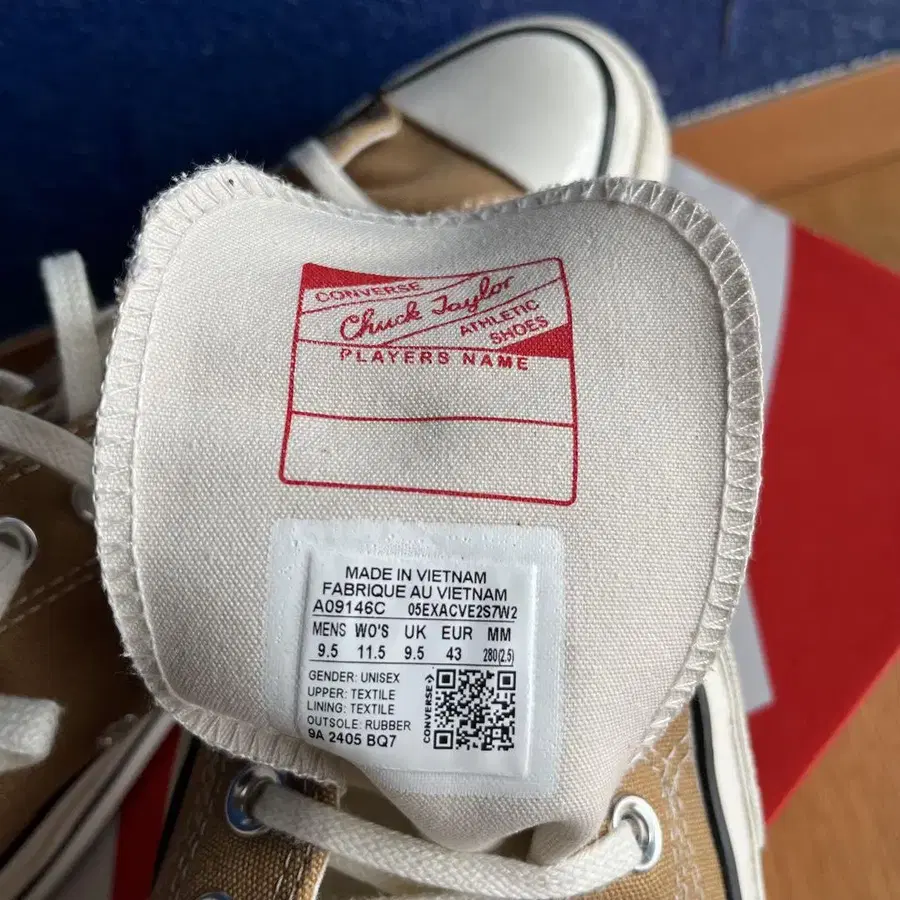 CONVERSE
Chuck Taylor
ATHLETIC
SHOES
PLAYERS NAME
MADE IN VIETNAM
FABRIQUE AU VIETNAM
A09146C 05EXACVE2S7W2
MENS WO'S UK EUR MM
9.5 11.5 9.5 43 280(2.5)
GENDER: UNISEX
UPPER: TEXTILE
LINING: TEXTILE
OUTSOLE: RUBBER
9A 2405 BQ7
CONVERSE